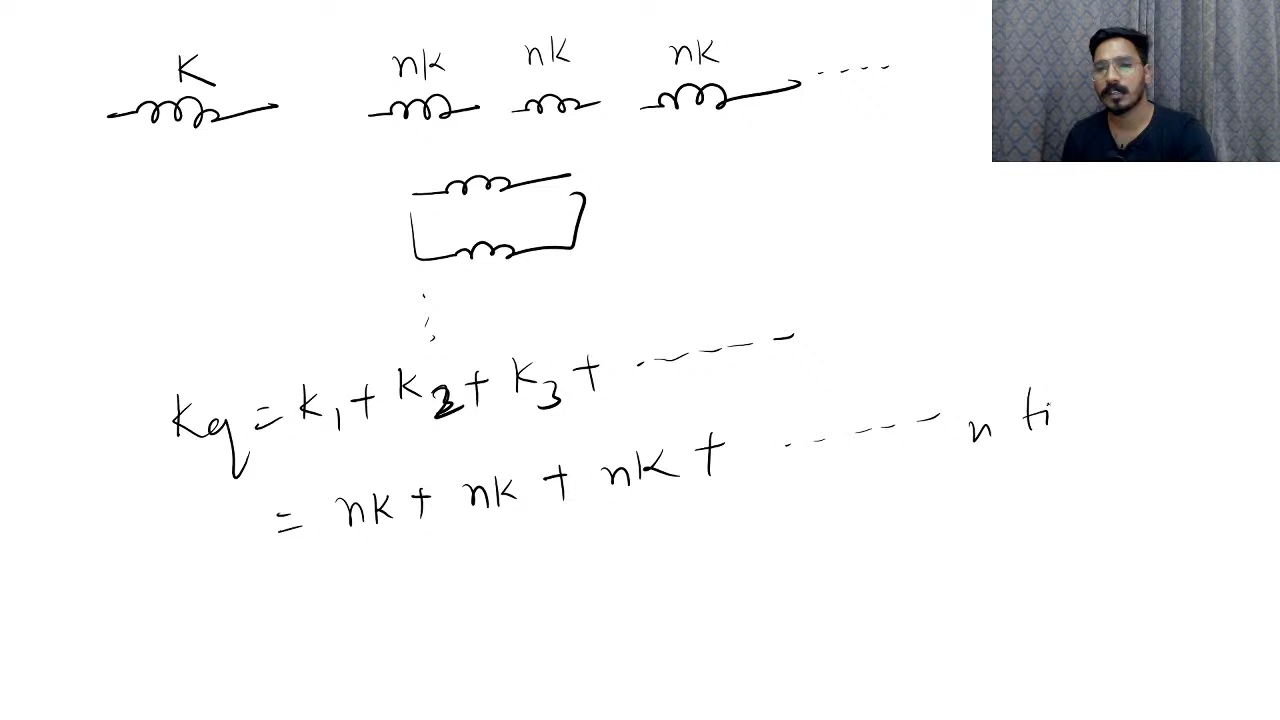 K nk nk nk ....
Keq = K1 + K2 + K3 + -----
= nk + nk + nk + ------ n ti